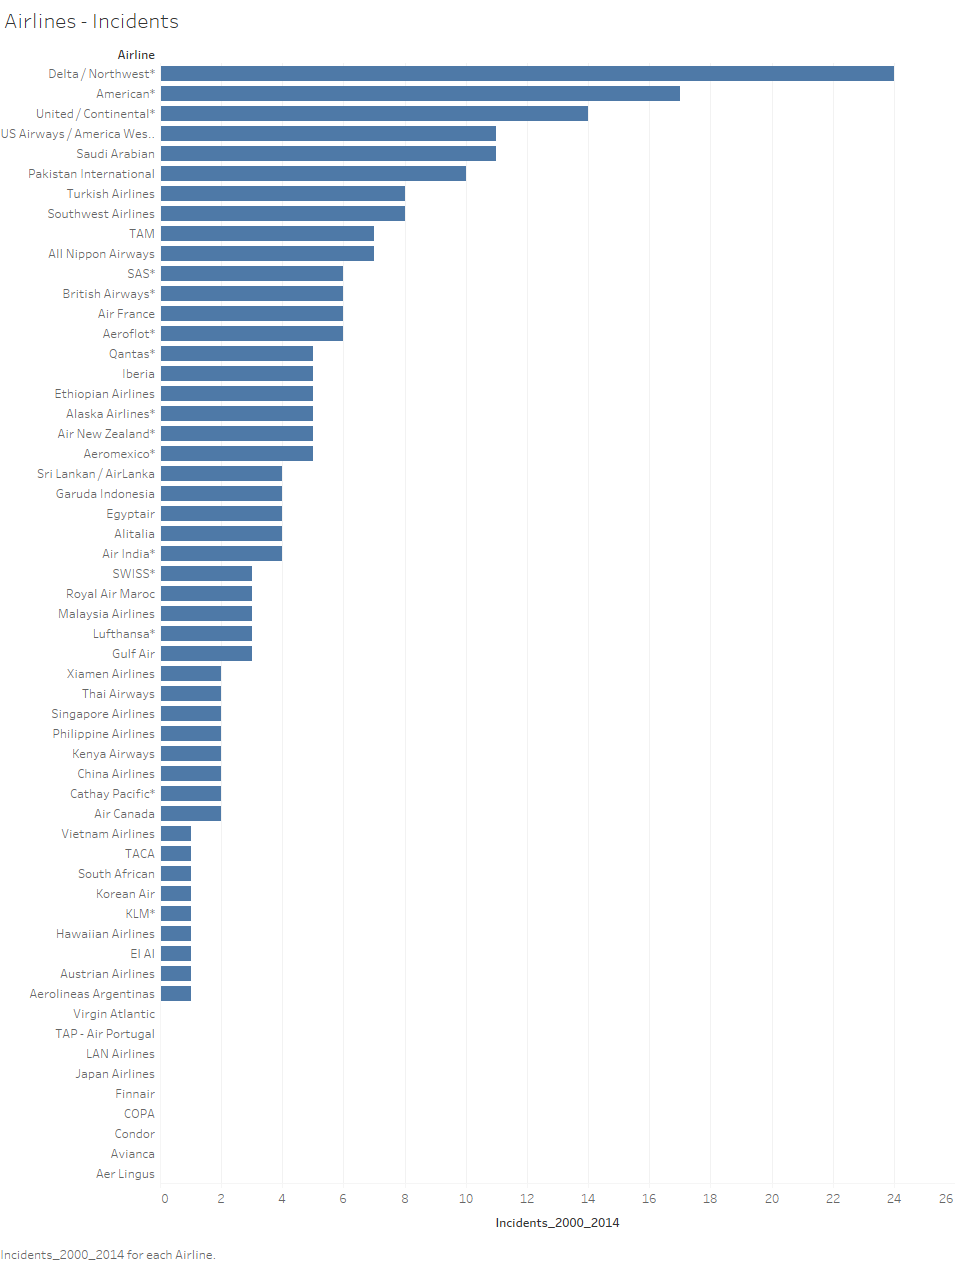 Airlines - Incidents
Airline
Delta / Northwest*
American*
United / Continental*
US Airways / America Wes..
Saudi Arabian
Pakistan International
Turkish Airlines
Southwest Airlines
TAM
All Nippon Airways
SAS*
British Airways*
Air France
Aeroflot*
Qantas*
Iberia
Ethiopian Airlines
Alaska Airlines*
Air New Zealand*
Aeromexico*
Sri Lankan / AirLanka
Garuda Indonesia
Egyptair
Alitalia
Air India*
SWISS*
Royal Air Maroc
Malaysia Airlines
Lufthansa*
Gulf Air
Xiamen Airlines
Thai Airways
Singapore Airlines
Philippine Airlines
Kenya Airways
China Airlines
Cathay Pacific*
Air Canada
Vietnam Airlines
TACA
South African
Korean Air
KLM*
Hawaiian Airlines
El Al
Austrian Airlines
Aerolineas Argentinas
Virgin Atlantic
TAP - Air Portugal
LAN Airlines
Japan Airlines
Finnair
COPA
Condor
Avianca
Aer Lingus
0 2 4 6 8 10 12 14 16 18 20 22 24 26
Incidents_2000_2014
Incidents_2000_2014 for each Airline.